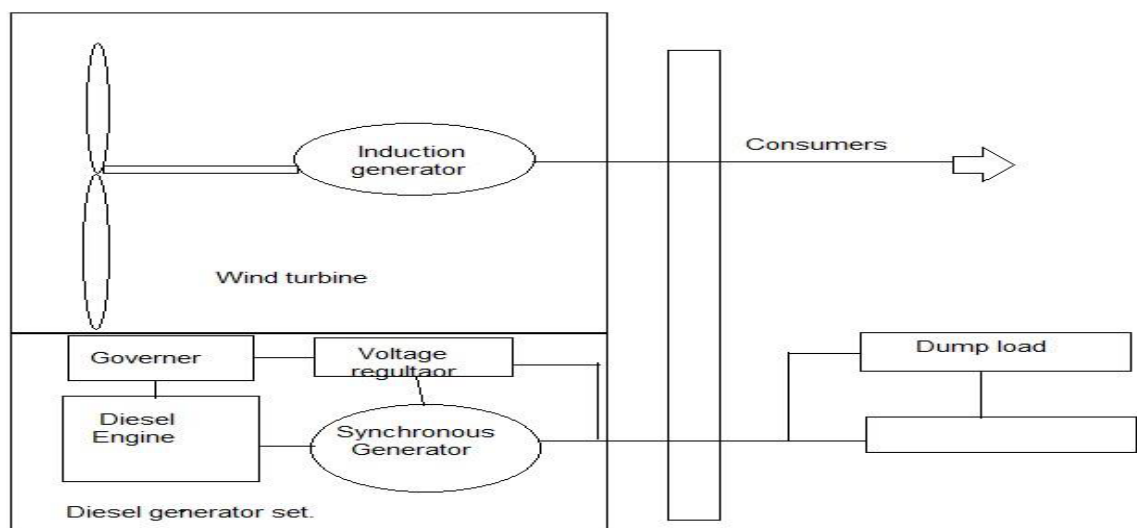 Induction
generator
Consumers
Wind turbine
Governer
Voltage
regultaor
Dump load
Diesel
Engine
Synchronous
Generator
Diesel generator set.